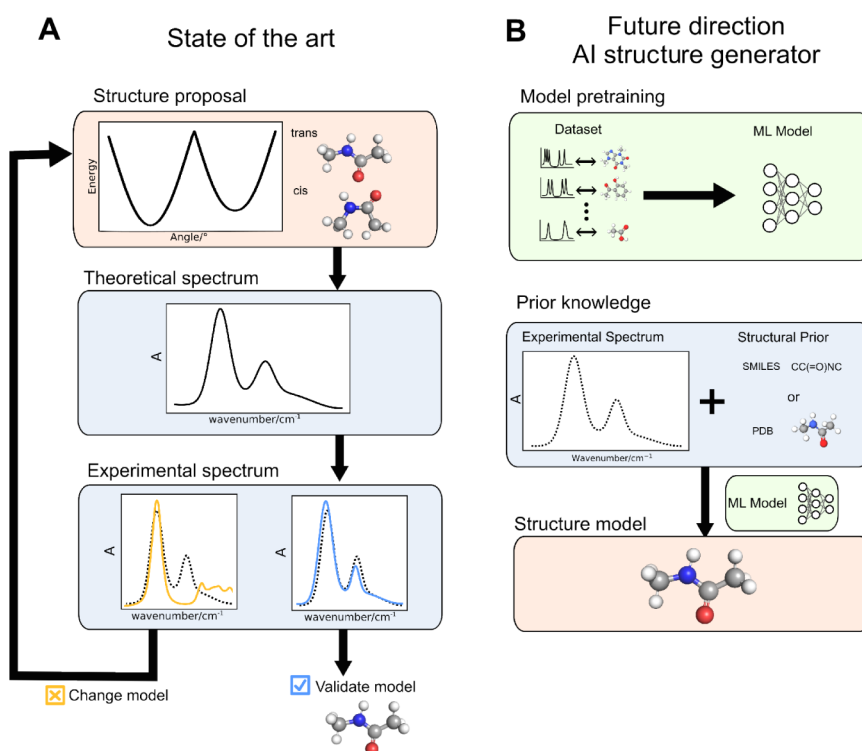 A
State of the art
Structure proposal
Energy
Angle/°
trans
cis
Theoretical spectrum
A
wavenumber/cm⁻¹
Experimental spectrum
A
wavenumber/cm⁻¹
A
wavenumber/cm⁻¹
Change model
Validate model
B
Future direction
AI structure generator
Model pretraining
Dataset
ML Model
Prior knowledge
Experimental Spectrum
A
Wavenumber/cm⁻¹
Structural Prior
SMILES CC(=O)NC
or
PDB
ML Model
Structure model